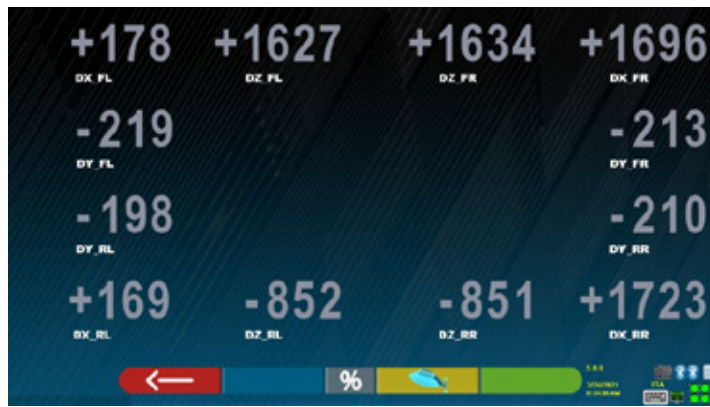 +178 +1627 +1634 +1696
DX_FL DZ_FL DZ_FR DX_FR
-219 -213
DY_FL DY_FR
-198 -210
DY_RL DY_RR
+169 -852 -851 +1723
DX_RL DZ_RL DZ_RR DX_RR
%
ITA